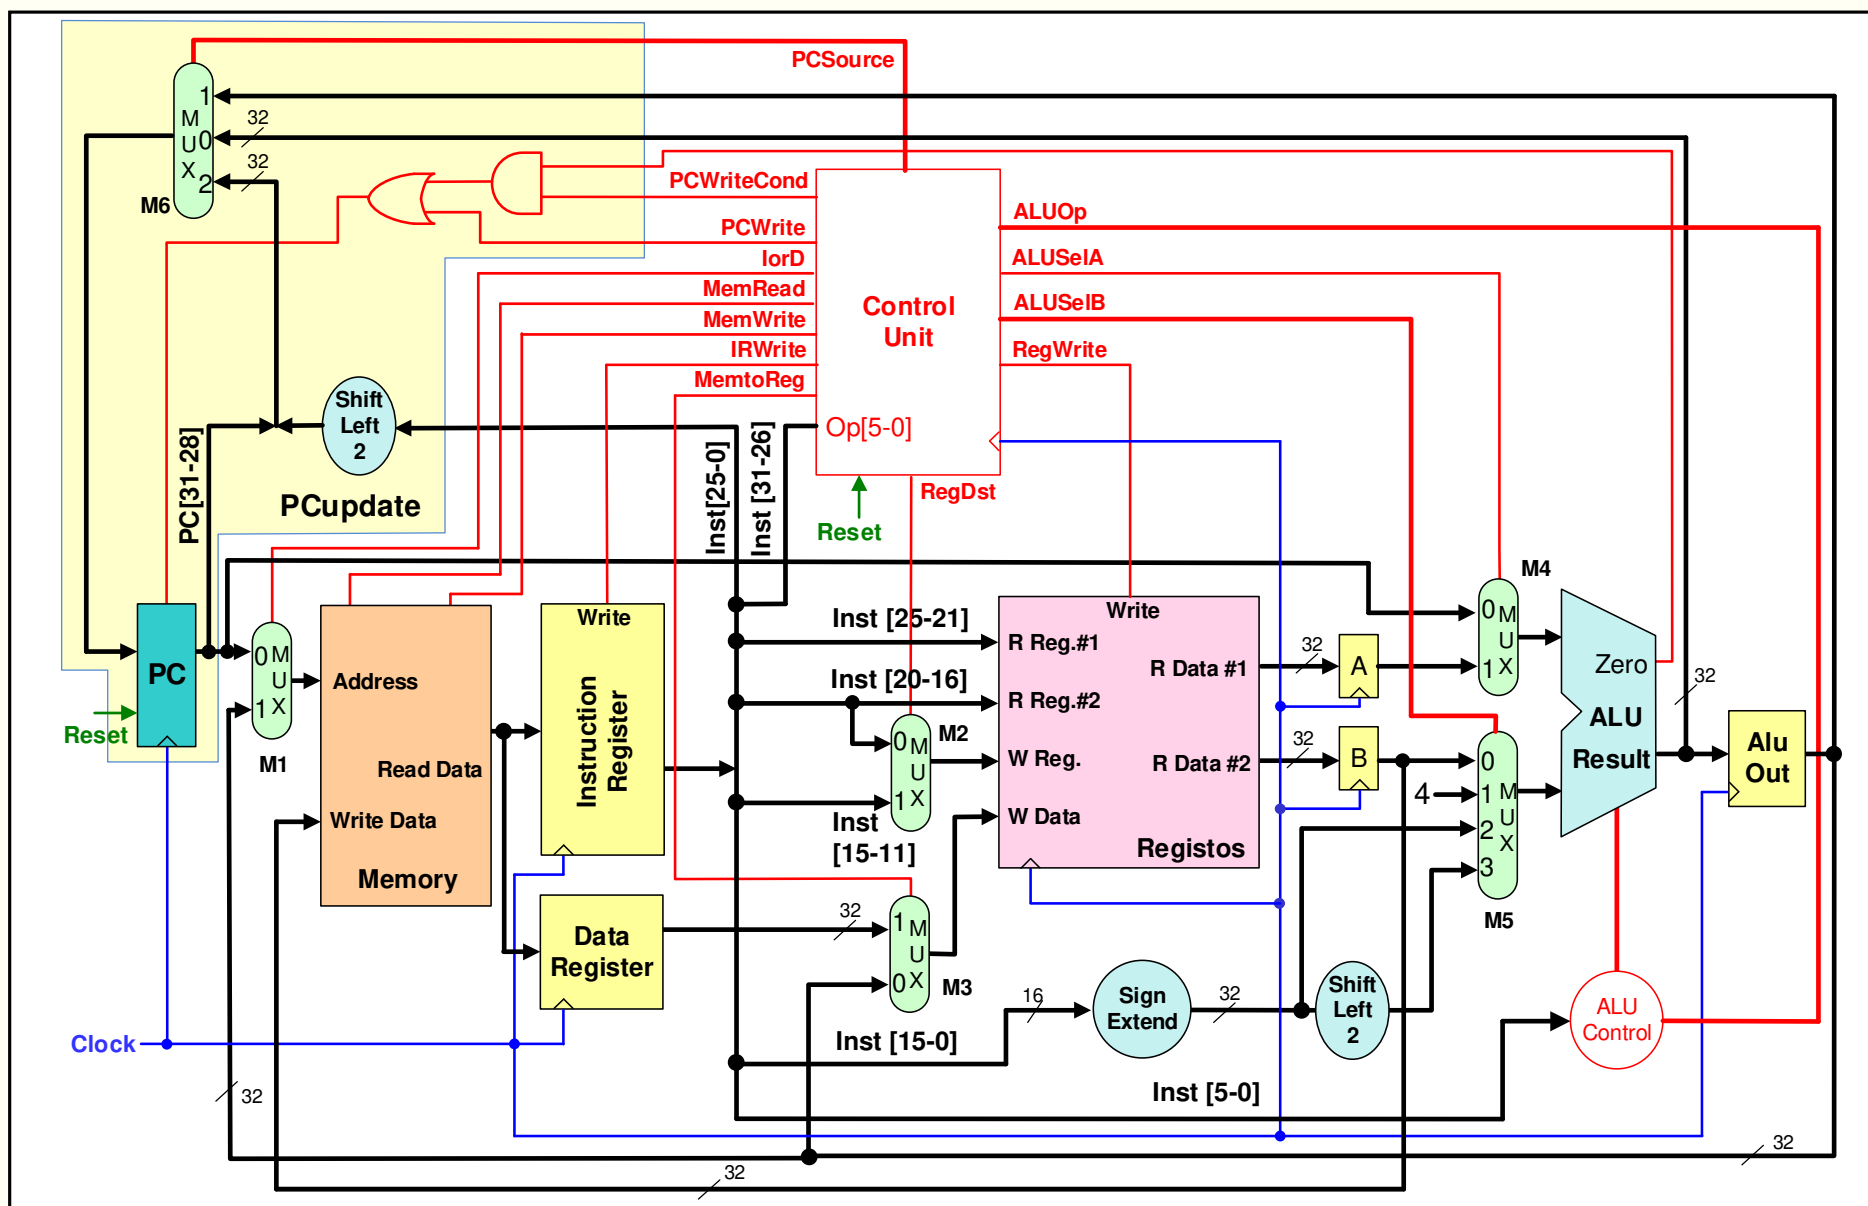 PCSource
1
M
U 0
X
2
M6
32
32
PCWriteCond
PCWrite
IorD
MemRead
MemWrite
IRWrite
MemtoReg
Control
Unit
Op[5-0]
ALUOp
ALUSelA
ALUSelB
RegWrite
RegDst
Reset
Shift
Left
2
PCupdate
PC[31-28]
Inst[25-0]
Inst [31-26]
PC
Reset
0 M
U
1 X
M1
Address
Read Data
Write Data
Memory
Write
Instruction
Register
Data
Register
Inst [25-21]
Inst [20-16]
Inst
[15-11]
0 M
U
1 X
M2
1 M
U
0 X
M3
32
Write
R Reg.#1
R Reg.#2
W Reg.
W Data
R Data #1
R Data #2
Registos
32
32
A
B
M4
0 M
U
1 X
0
4
1 M
U
2 X
3
M5
Zero
ALU
Result
32
Alu
Out
Sign
Extend
16
32
Shift
Left
2
ALU
Control
Inst [15-0]
Inst [5-0]
Clock
32
32
32